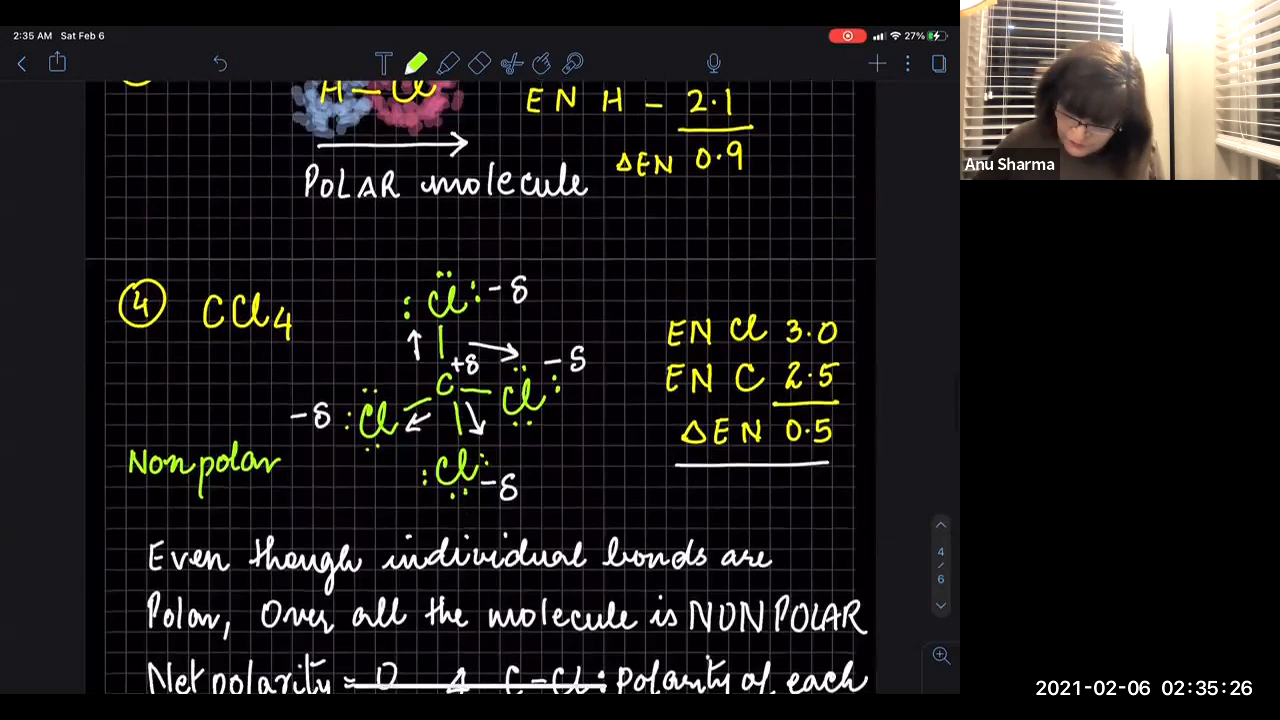 2:35 AM Sat Feb 6
27%
T
H – Cl
EN H – 2.1
ΔEN 0.9
POLAR molecule
Anu Sharma
4 CCl4
:Cl: -δ
+δ
C
-δ :Cl
Cl: -δ
:Cl: -δ
EN Cl 3.0
EN C 2.5
ΔEN 0.5
Nonpolar
Even though individual bonds are
Polar, Over all the molecule is NONPOLAR
Net polarity = 0 4 C–Cl: Polarity of each
4
/
6
2021-02-06 02:35:26